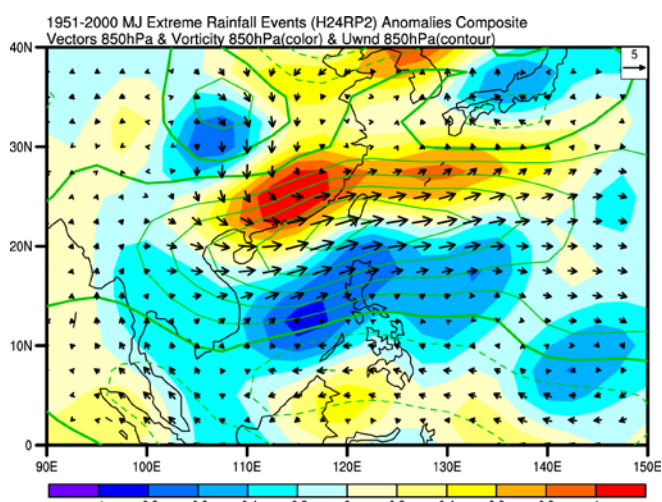 1951-2000 MJ Extreme Rainfall Events (H24RP2) Anomalies Composite
Vectors 850hPa & Vorticity 850hPa(color) & Uwnd 850hPa(contour)
5
40N
30N
20N
10N
0
90E 100E 110E 120E 130E 140E 150E